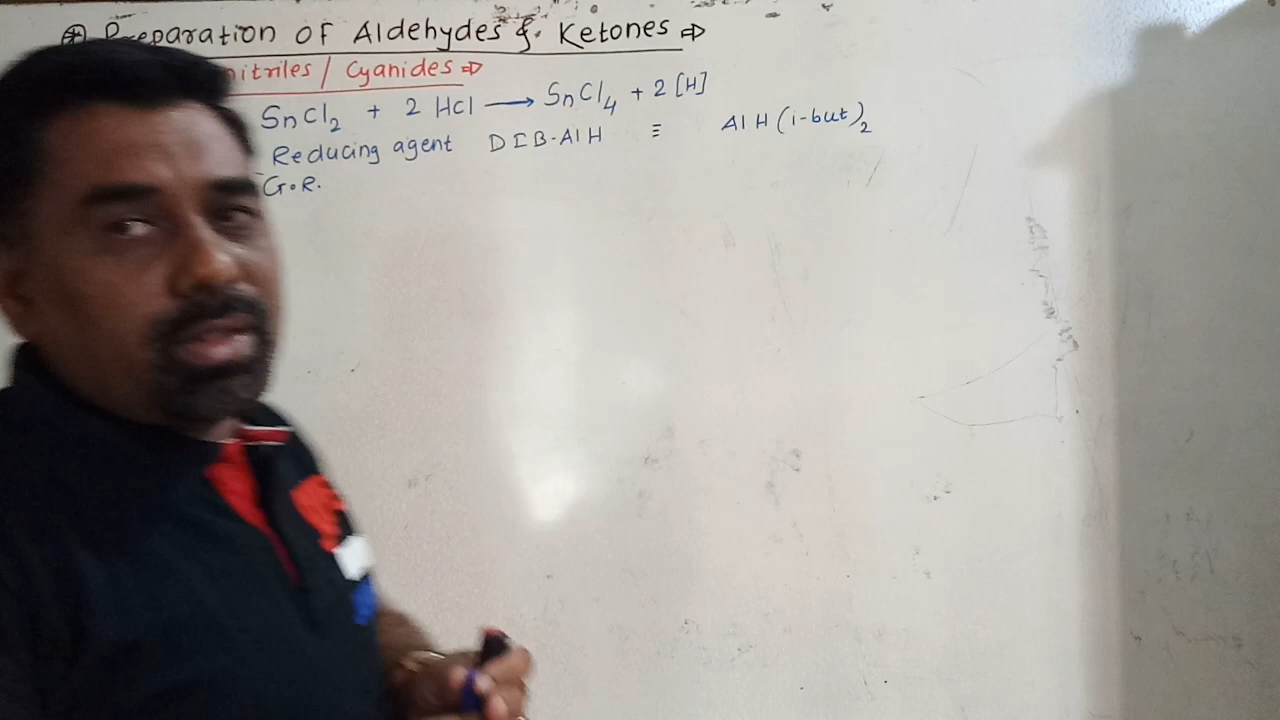 ⊕ Preparation OF Aldehydes & Ketones ⇒
nitriles / Cyanides ⇒
SnCl₂ + 2 HCl ⟶ SnCl₄ + 2 [H]
Reducing agent DIB-AlH ≡ AlH(i-but)₂
G.R.